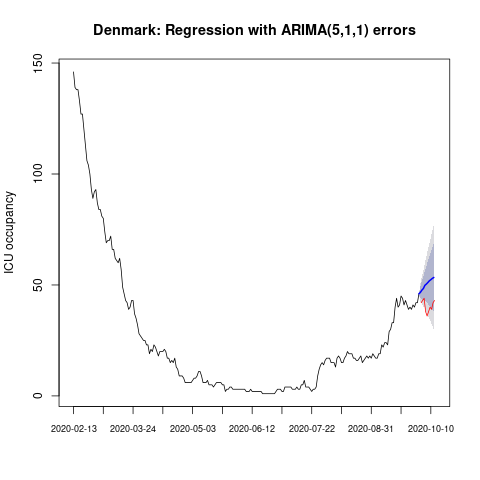 Denmark: Regression with ARIMA(5,1,1) errors
ICU occupancy
150
100
50
0
2020-02-13 2020-03-24 2020-05-03 2020-06-12 2020-07-22 2020-08-31 2020-10-10